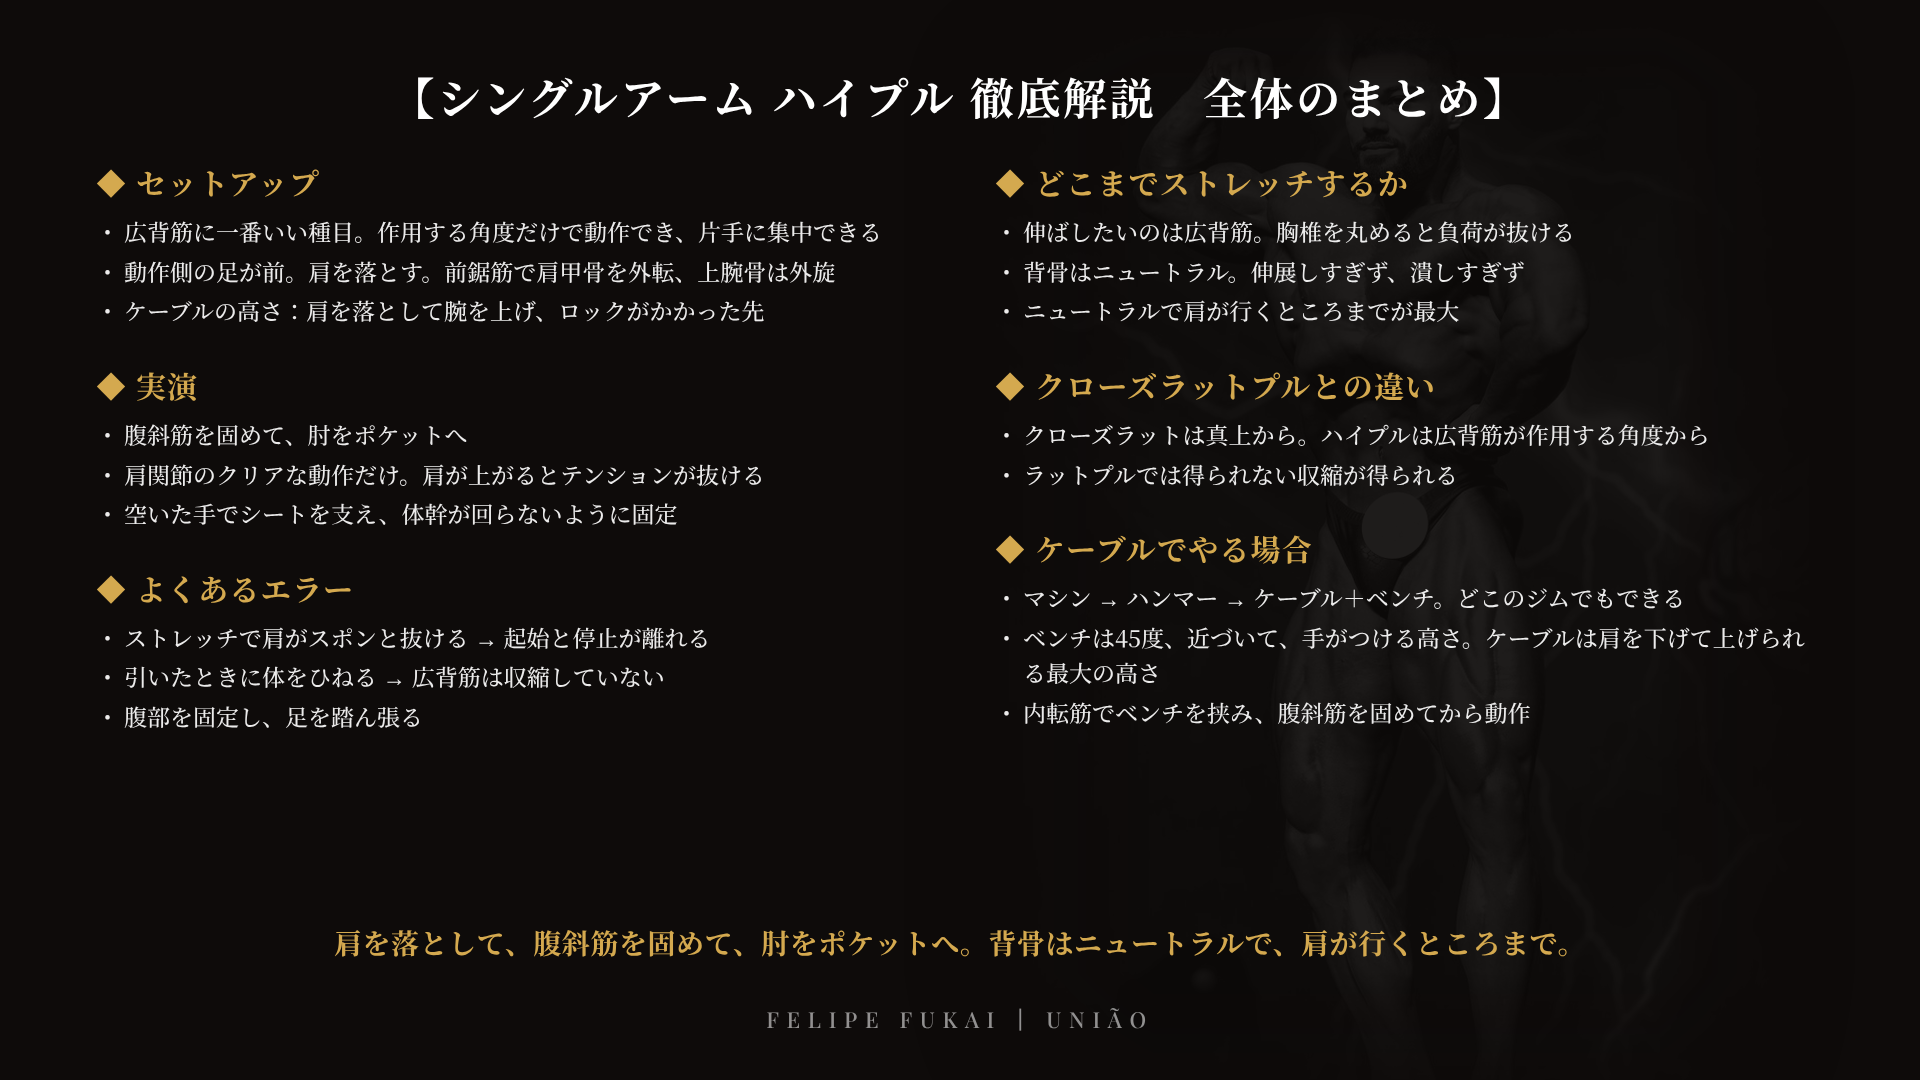 【シングルアーム ハイプル 徹底解説　全体のまとめ】
◆ セットアップ
・ 広背筋に一番いい種目。作用する角度だけで動作でき、片手に集中できる
・ 動作側の足が前。肩を落とす。前鋸筋で肩甲骨を外転、上腕骨は外旋
・ ケーブルの高さ：肩を落として腕を上げ、ロックがかかった先
◆ 実演
・ 腹斜筋を固めて、肘をポケットへ
・ 肩関節のクリアな動作だけ。肩が上がるとテンションが抜ける
・ 空いた手でシートを支え、体幹が回らないように固定
◆ よくあるエラー
・ ストレッチで肩がスポンと抜ける → 起始と停止が離れる
・ 引いたときに体をひねる → 広背筋は収縮していない
・ 腹部を固定し、足を踏ん張る
◆ どこまでストレッチするか
・ 伸ばしたいのは広背筋。胸椎を丸めると負荷が抜ける
・ 背骨はニュートラル。伸展しすぎず、潰しすぎず
・ ニュートラルで肩が行くところまでが最大
◆ クローズラットプルとの違い
・ クローズラットは真上から。ハイプルは広背筋が作用する角度から
・ ラットプルでは得られない収縮が得られる
◆ ケーブルでやる場合
・ マシン → ハンマー → ケーブル＋ベンチ。どこのジムでもできる
・ ベンチは45度、近づいて、手がつける高さ。ケーブルは肩を下げて上げられ
る最大の高さ
・ 内転筋でベンチを挟み、腹斜筋を固めてから動作
肩を落として、腹斜筋を固めて、肘をポケットへ。背骨はニュートラルで、肩が行くところまで。
FELIPE FUKAI | UNIÃO